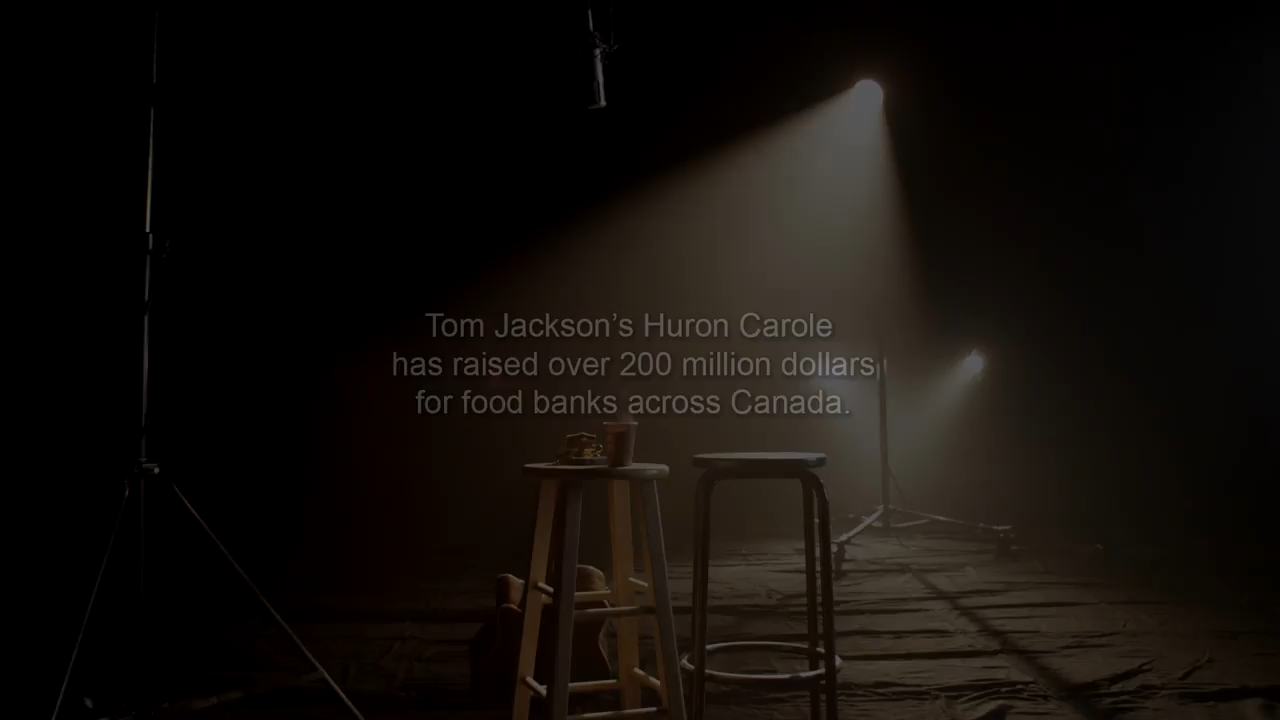 Tom Jackson’s Huron Carole
has raised over 200 million dollars
for food banks across Canada.